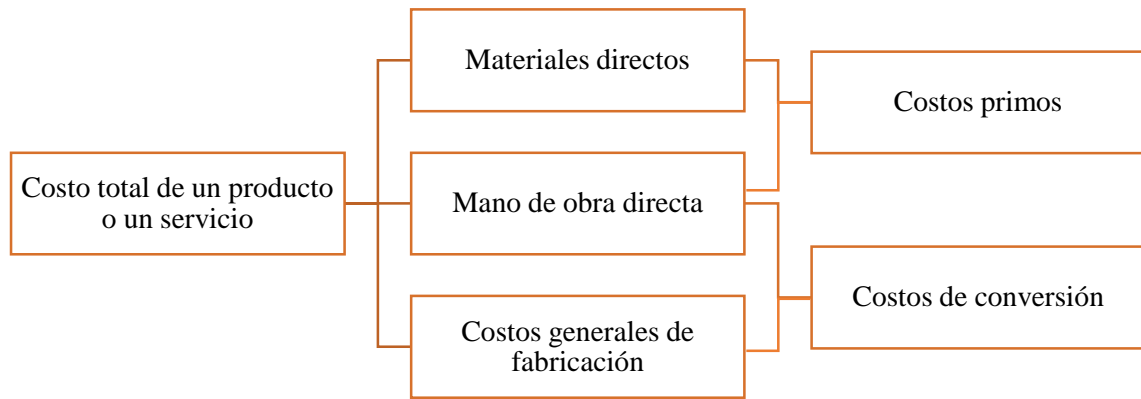 Materiales directos
Costos primos
Costo total de un producto
o un servicio
Mano de obra directa
Costos de conversión
Costos generales de
fabricación